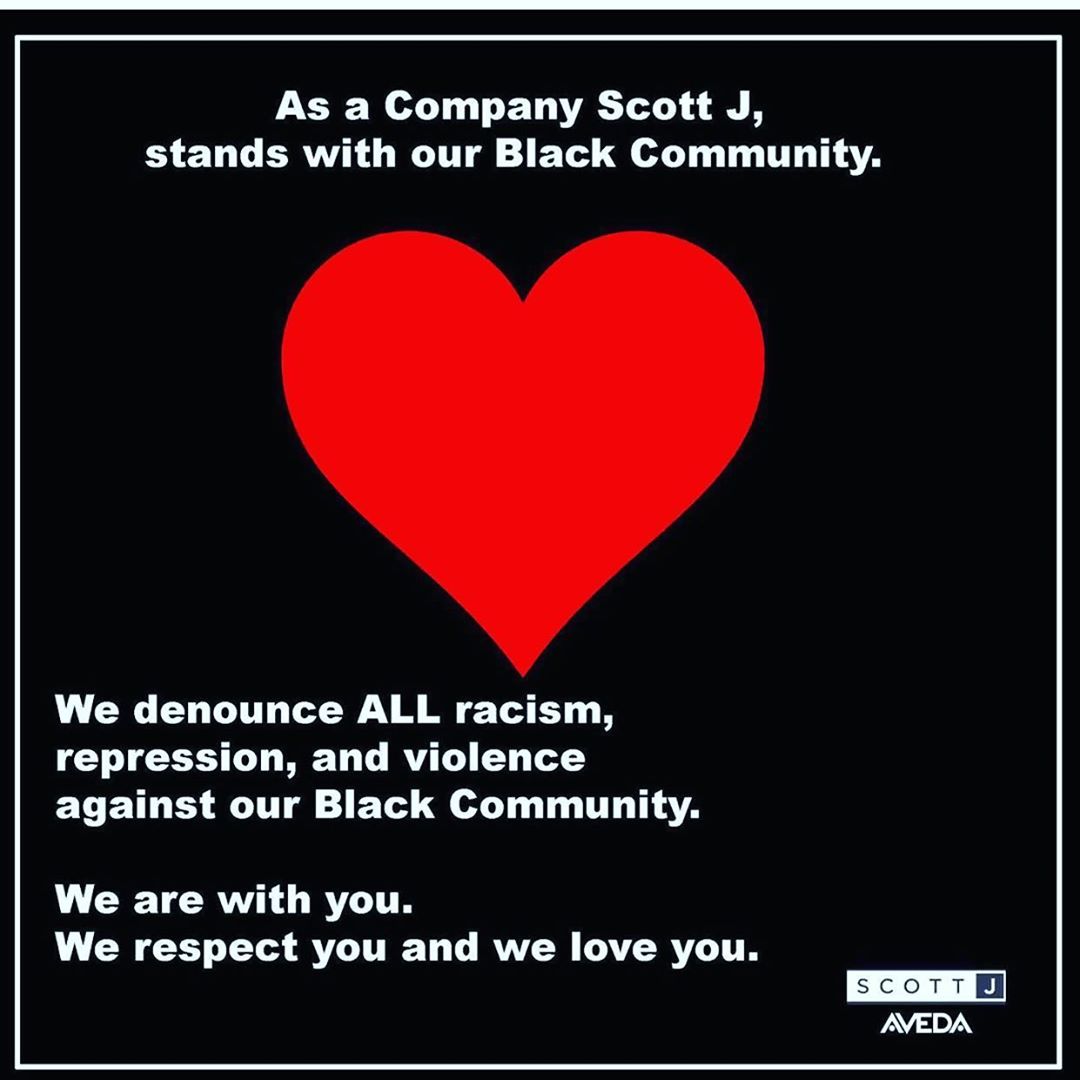 As a Company Scott J,
stands with our Black Community.
We denounce ALL racism,
repression, and violence
against our Black Community.
We are with you.
We respect you and we love you.
SCOTT J
AVEDA